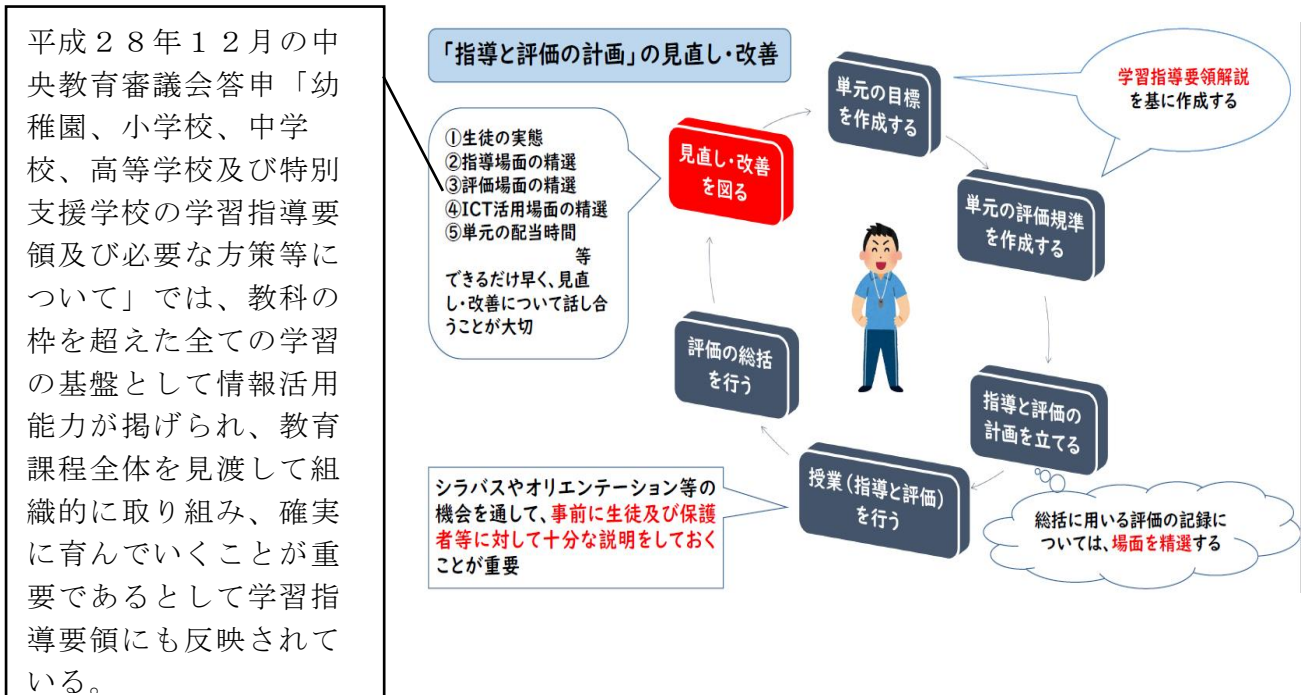 平成２８年１２月の中
央教育審議会答申「幼
稚園、小学校、中学
校、高等学校及び特別
支援学校の学習指導要
領及び必要な方策等に
ついて」では、教科の
枠を超えた全ての学習
の基盤として情報活用
能力が掲げられ、教育
課程全体を見渡して組
織的に取り組み、確実
に育んでいくことが重
要であるとして学習指
導要領にも反映されて
いる。
「指導と評価の計画」の見直し・改善
①生徒の実態
②指導場面の精選
③評価場面の精選
④ICT活用場面の精選
⑤単元の配当時間
等
できるだけ早く、見直
し・改善について話し合
うことが大切
見直し・改善
を図る
単元の目標
を作成する
学習指導要領解説
を基に作成する
単元の評価規準
を作成する
指導と評価の
計画を立てる
総括に用いる評価の記録に
ついては、場面を精選する
授業（指導と評価）
を行う
シラバスやオリエンテーション等の
機会を通して、事前に生徒及び保護
者等に対して十分な説明をしておく
ことが重要
評価の総括
を行う